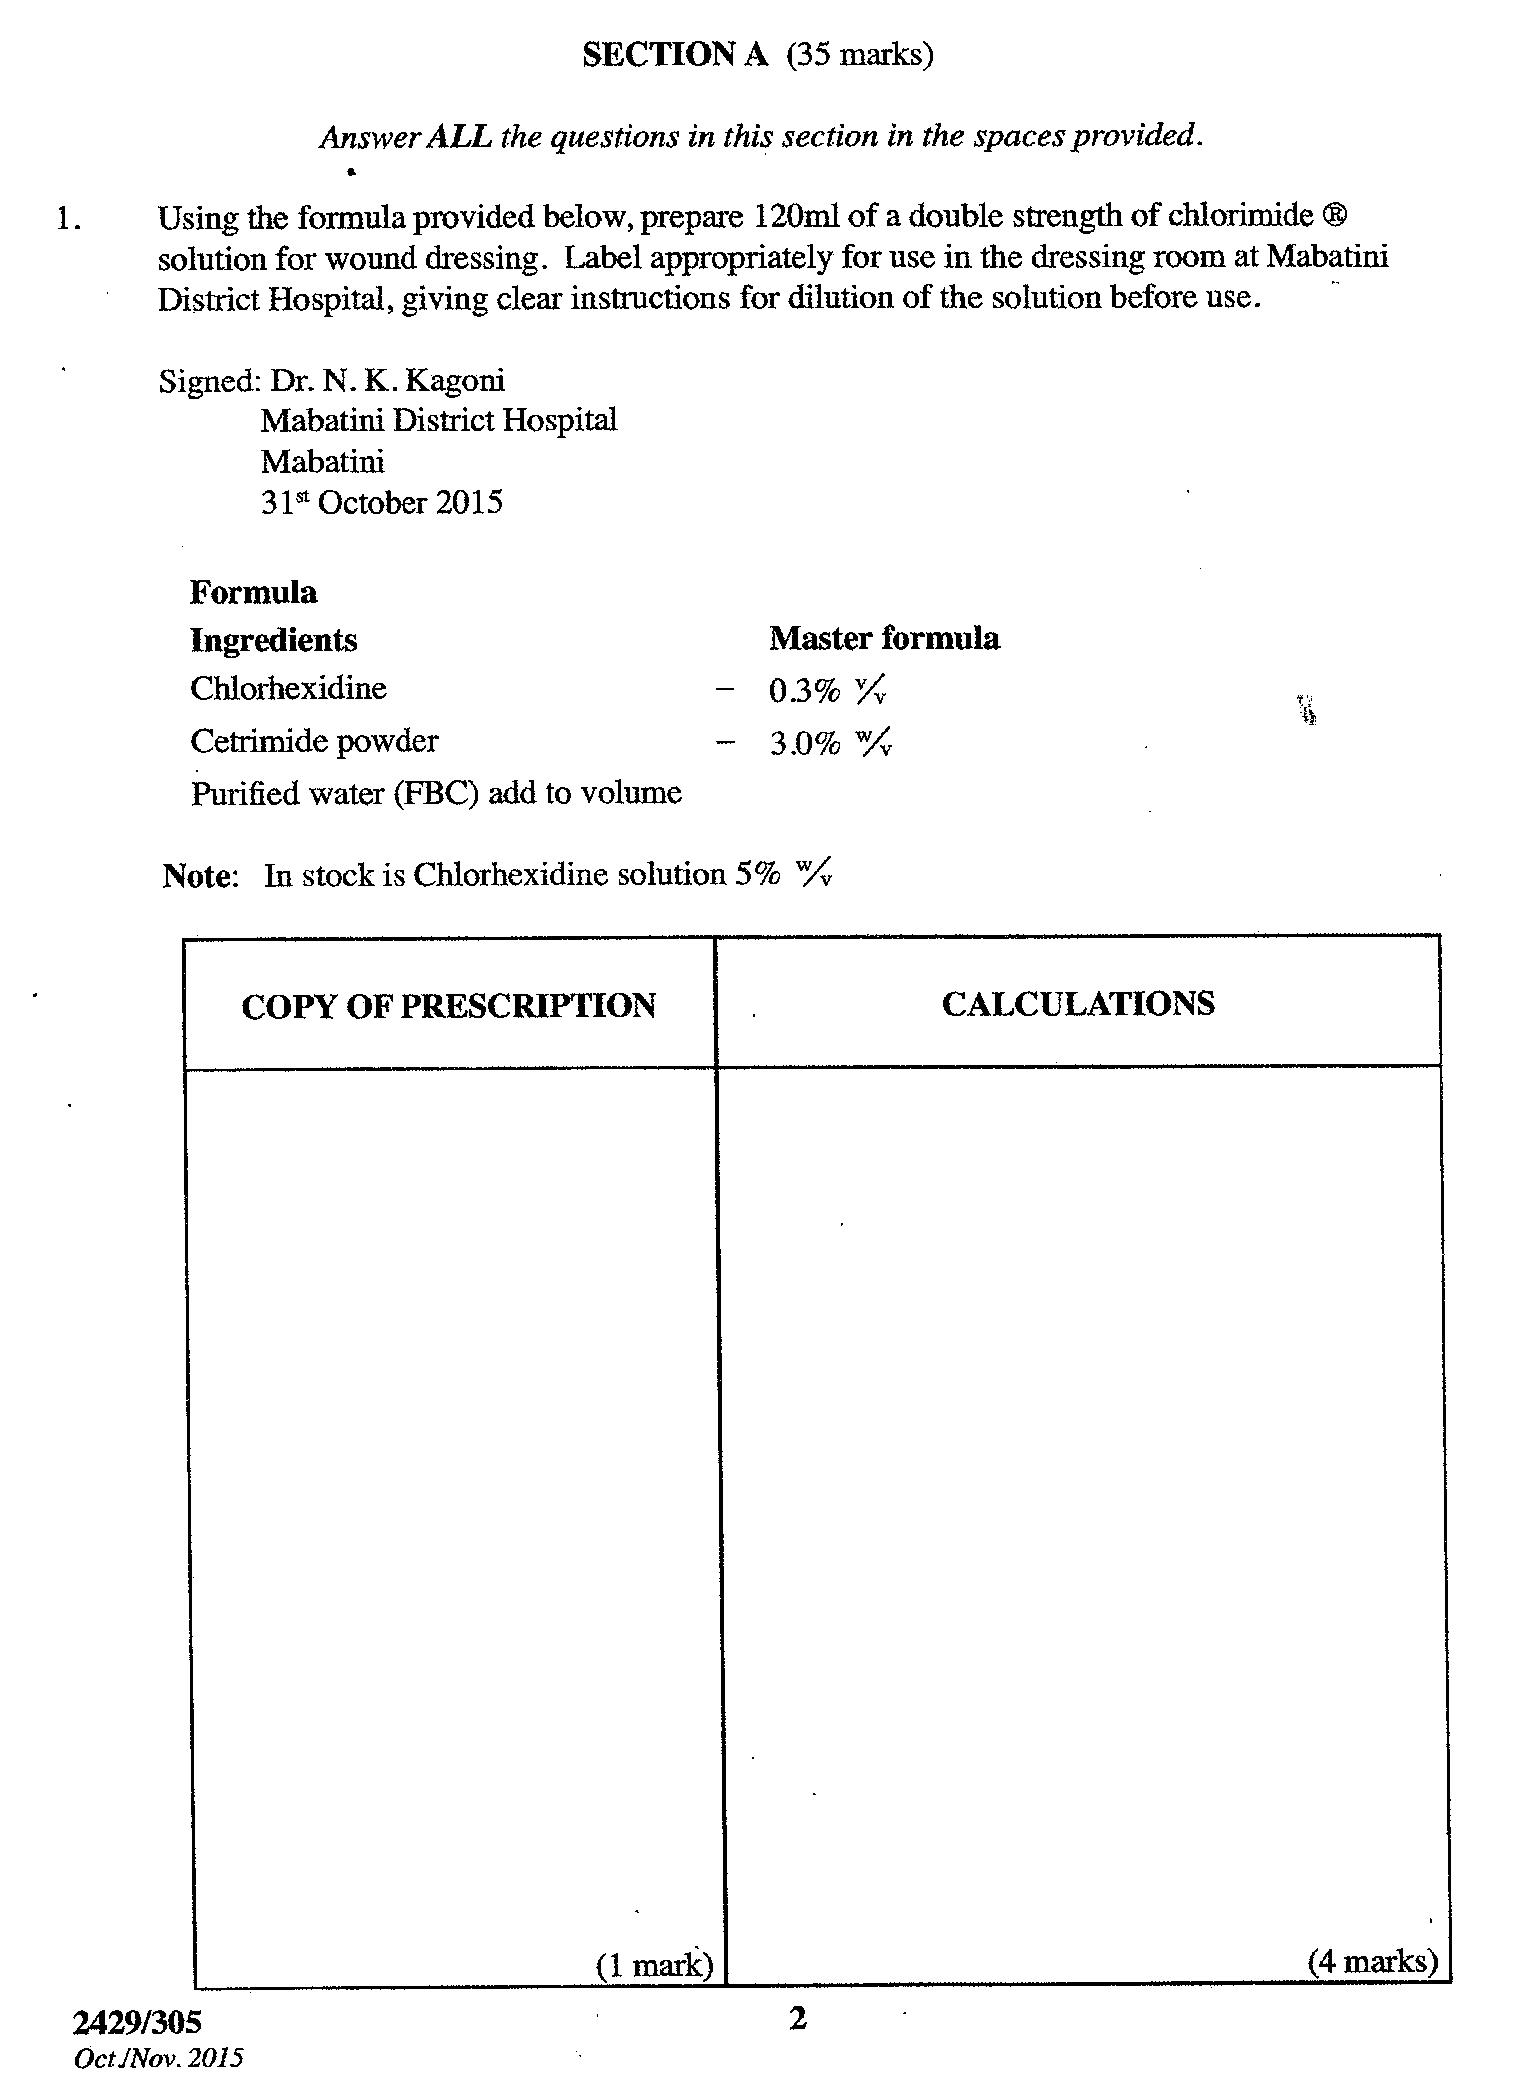 SECTION A (35 marks)
Answer ALL the questions in this section in the spaces provided.
1. Using the formula provided below, prepare 120ml of a double strength of chlorimide ®
solution for wound dressing. Label appropriately for use in the dressing room at Mabatini
District Hospital, giving clear instructions for dilution of the solution before use.
Signed: Dr. N. K. Kagoni
Mabatini District Hospital
Mabatini
31st October 2015
Formula
Ingredients Master formula
Chlorhexidine – 0.3% v/v
Cetrimide powder – 3.0% w/v
Purified water (FBC) add to volume
Note: In stock is Chlorhexidine solution 5% w/v
COPY OF PRESCRIPTION CALCULATIONS
(1 mark) (4 marks)
2429/305 2
Oct./Nov. 2015